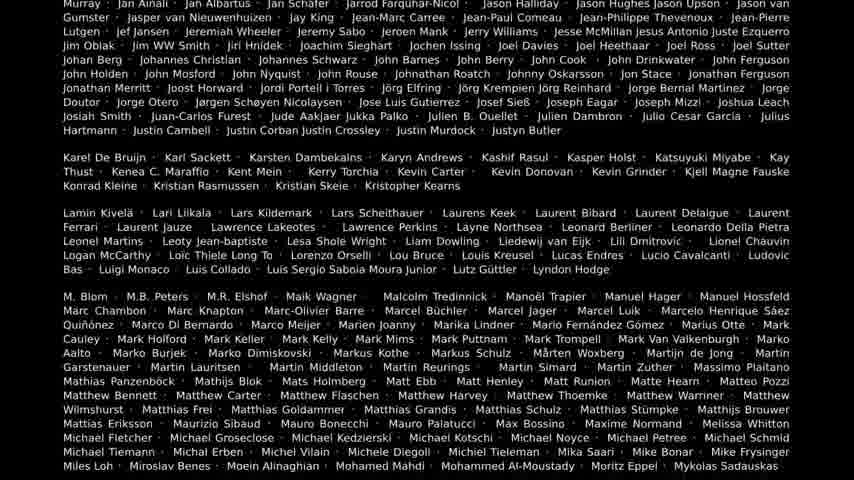 Murray · Jan Ainali · Jan Albartus · Jan Schäfer · Jarrod Farquhar-Nicol · Jason Halliday · Jason Hughes Jason Upson · Jason van
Gumster · Jasper van Nieuwenhuizen · Jay King · Jean-Marc Carree · Jean-Paul Comeau · Jean-Philippe Thevenoux · Jean-Pierre
Lutgen · Jef Jansen · Jeremiah Wheeler · Jeremy Sabo · Jeroen Mank · Jerry Williams · Jesse McMillan Jesus Antonio Juste Ezquerro
Jim Oblak · Jim WW Smith · Jirí Hnídek · Joachim Sieghart · Jochen Issing · Joel Davies · Joel Heethaar · Joel Ross · Joel Sutter
Johan Berg · Johannes Christian · Johannes Schwarz · John Barnes · John Berry · John Cook · John Drinkwater · John Ferguson
John Holden · John Mosford · John Nyquist · John Rouse · Johnathan Roatch · Johnny Oskarsson · Jon Stace · Jonathan Ferguson
Jonathan Merritt · Joost Horward · Jordi Portell i Torres · Jörg Elfring · Jörg Krempien Jörg Reinhard · Jorge Bernal Martinez · Jorge
Doutor · Jorge Otero · Jørgen Schøyen Nicolaysen · Jose Luis Gutierrez · Josef Sieß · Joseph Eagar · Joseph Mizzi · Joshua Leach
Josiah Smith · Juan-Carlos Furest · Jude Aakjaer Jukka Palko · Julien B. Ouellet · Julien Dambron · Julio Cesar Garcia · Julius
Hartmann · Justin Cambell · Justin Corban Justin Crossley · Justin Murdock · Justyn Butler
Karel De Bruijn · Karl Sackett · Karsten Dambekalns · Karyn Andrews · Kashif Rasul · Kasper Holst · Katsuyuki Miyabe · Kay
Thust · Kenea C. Maraffio · Kent Mein · Kerry Torchia · Kevin Carter · Kevin Donovan · Kevin Grinder · Kjell Magne Fauske
Konrad Kleine · Kristian Rasmussen · Kristian Skeie · Kristopher Kearns
Lamin Kivelä · Lari Liikala · Lars Kildemark · Lars Scheithauer · Laurens Keek · Laurent Bibard · Laurent Delaigue · Laurent
Ferrari · Laurent Jauze · Lawrence Lakeotes · Lawrence Perkins · Layne Northsea · Leonard Berliner · Leonardo Della Pietra
Leonel Martins · Leoty Jean-baptiste · Lesa Shole Wright · Liam Dowling · Liedewij van Eijk · Lili Dmitrovic · Lionel Chauvin
Logan McCarthy · Loïc Thiele Long To · Lorenzo Orselli · Lou Bruce · Louis Kreusel · Lucas Endres · Lucio Cavalcanti · Ludovic
Bas · Luigi Monaco · Luis Collado · Luís Sergio Saboia Moura Junior · Lutz Güttler · Lyndon Hodge
M. Blom · M.B. Peters · M.R. Elshof · Maik Wagner · Malcolm Tredinnick · Manoël Trapier · Manuel Hager · Manuel Hossfeld
Marc Chambon · Marc Knapton · Marc-Olivier Barre · Marcel Büchler · Marcel Jager · Marcel Luik · Marcelo Henrique Sáez
Quiñónez · Marco Di Bernardo · Marco Meijer · Marien Joanny · Marika Lindner · Mario Fernández Gómez · Marius Otte · Mark
Cauley · Mark Holford · Mark Keller · Mark Kelly · Mark Mims · Mark Puttnam · Mark Trompell · Mark Van Valkenburgh · Marko
Aalto · Marko Burjek · Marko Dimiskovski · Markus Kothe · Markus Schulz · Mårten Woxberg · Martijn de Jong · Martin
Garstenauer · Martin Lauritsen · Martin Middleton · Martin Reurings · Martin Simard · Martin Zuther · Massimo Plaitano
Mathias Panzenböck · Mathijs Blok · Mats Holmberg · Matt Ebb · Matt Henley · Matt Runion · Matte Hearn · Matteo Pozzi
Matthew Bennett · Matthew Carter · Matthew Flaschen · Matthew Harvey · Matthew Thoemke · Matthew Warriner · Matthew
Wilmshurst · Matthias Frei · Matthias Goldammer · Matthias Grandis · Matthias Schulz · Matthias Stümpke · Matthijs Brouwer
Mattias Eriksson · Maurizio Sibaud · Mauro Bonecchi · Mauro Palatucci · Max Bossino · Maxime Normand · Melissa Whitton
Michael Fletcher · Michael Groseclose · Michael Kedzierski · Michael Kotschi · Michael Noyce · Michael Petree · Michael Schmid
Michael Tiemann · Michal Erben · Michel Vilain · Michele Diegoli · Michiel Tieleman · Mika Saari · Mike Bonar · Mike Frysinger
Miles Loh · Miroslav Benes · Moein Alinaghian · Mohamed Mahdi · Mohammed Al-Moustady · Moritz Eppel · Mykolas Sadauskas